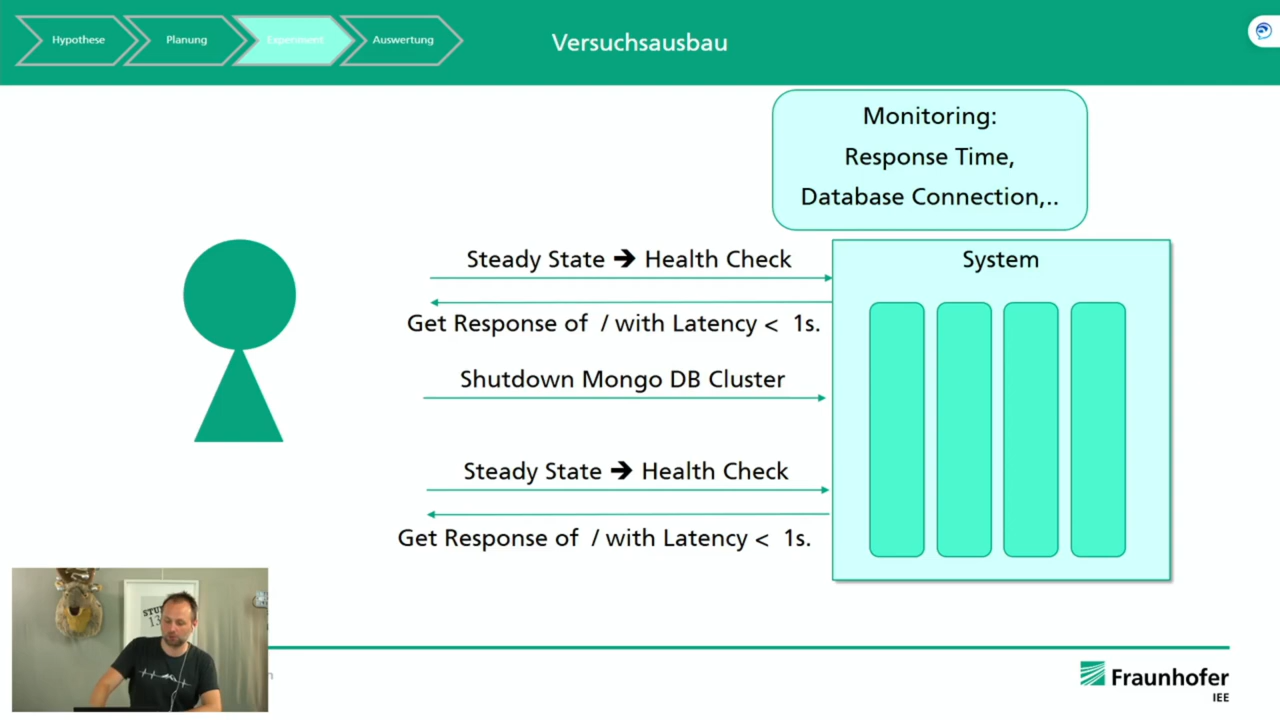 Hypothese
Planung
Experiment
Auswertung
Versuchsausbau
Monitoring:
Response Time,
Database Connection,..
Steady State ➔ Health Check
System
Get Response of / with Latency < 1s.
Shutdown Mongo DB Cluster
Steady State ➔ Health Check
Get Response of / with Latency < 1s.
Fraunhofer
IEE